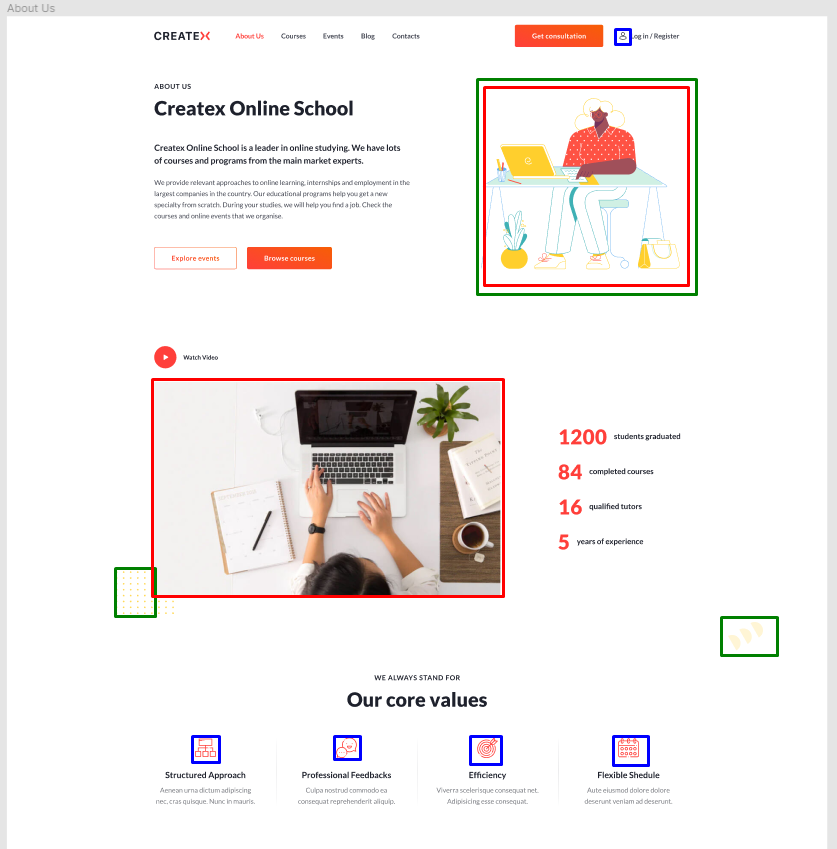 About Us
CREATEX
About Us
Courses
Events
Blog
Contacts
Get consultation
Log in / Register
ABOUT US
Createx Online School
Createx Online School is a leader in online studying. We have lots
of courses and programs from the main market experts.
We provide relevant approaches to online learning, internships and employment in the
largest companies in the country. Our educational programs help you get a new
specialty from scratch. During your studies, we will help you find a job. Check the
courses and online events that we organise.
Explore events
Browse courses
Watch Video
1200 students graduated
84 completed courses
16 qualified tutors
5 years of experience
WE ALWAYS STAND FOR
Our core values
Structured Approach
Aenean urna dictum adipiscing
nec, cras quisque. Nunc in mauris.
Professional Feedbacks
Culpa nostrud commodo ea
consequat reprehenderit aliquip.
Efficiency
Viverra scelerisque consequat net.
Adipiscing esse consequat.
Flexible Shedule
Aute eiusmod dolore dolore
deserunt veniam ad deserunt.